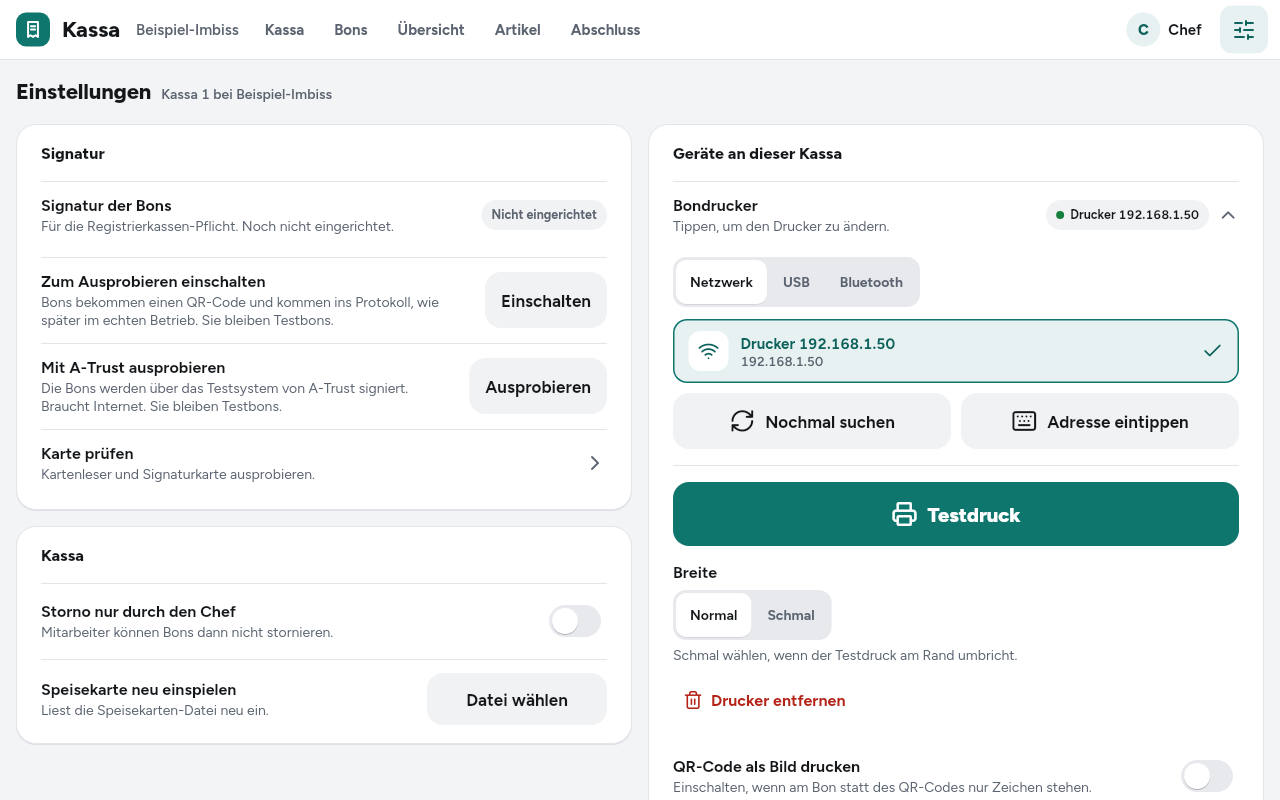 Kassa Beispiel-Imbiss Kassa Bons Übersicht Artikel Abschluss C Chef
Einstellungen Kassa 1 bei Beispiel-Imbiss
Signatur
Signatur der Bons
Für die Registrierkassen-Pflicht. Noch nicht eingerichtet.
Nicht eingerichtet
Zum Ausprobieren einschalten
Bons bekommen einen QR-Code und kommen ins Protokoll, wie
später im echten Betrieb. Sie bleiben Testbons.
Einschalten
Mit A-Trust ausprobieren
Die Bons werden über das Testsystem von A-Trust signiert.
Braucht Internet. Sie bleiben Testbons.
Ausprobieren
Karte prüfen
Kartenleser und Signaturkarte ausprobieren.
Kassa
Storno nur durch den Chef
Mitarbeiter können Bons dann nicht stornieren.
Speisekarte neu einspielen
Liest die Speisekarten-Datei neu ein.
Datei wählen
Geräte an dieser Kassa
Bondrucker
Tippen, um den Drucker zu ändern.
Drucker 192.168.1.50
Netzwerk USB Bluetooth
Drucker 192.168.1.50
192.168.1.50
Nochmal suchen Adresse eintippen
Testdruck
Breite
Normal Schmal
Schmal wählen, wenn der Testdruck am Rand umbricht.
Drucker entfernen
QR-Code als Bild drucken
Einschalten, wenn am Bon statt des QR-Codes nur Zeichen stehen.